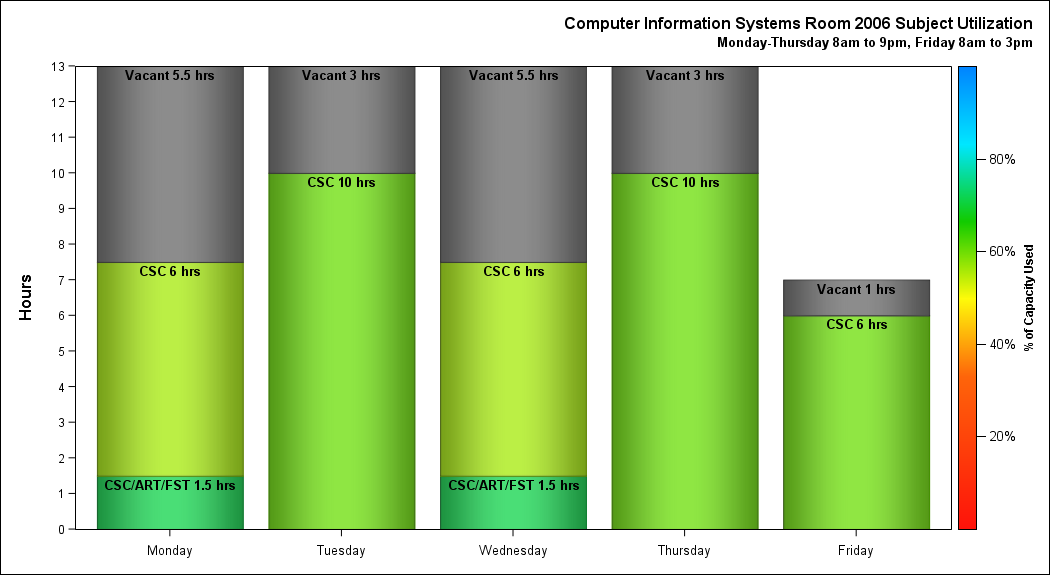 Computer Information Systems Room 2006 Subject Utilization
Monday-Thursday 8am to 9pm, Friday 8am to 3pm
Hours
13
12
11
10
9
8
7
6
5
4
3
2
1
0
Vacant 5.5 hrs
CSC 6 hrs
CSC/ART/FST 1.5 hrs
Vacant 3 hrs
CSC 10 hrs
Vacant 5.5 hrs
CSC 6 hrs
CSC/ART/FST 1.5 hrs
Vacant 3 hrs
CSC 10 hrs
Vacant 1 hrs
CSC 6 hrs
Monday
Tuesday
Wednesday
Thursday
Friday
80%
60%
40%
20%
% of Capacity Used